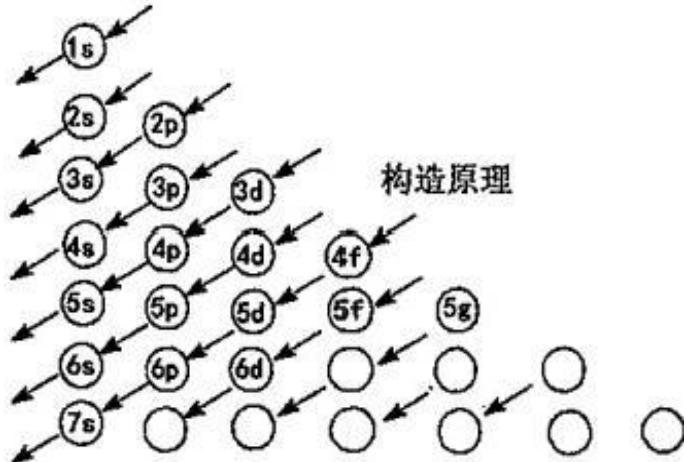 1s
2s 2p
3s 3p 3d 构造原理
4s 4p 4d 4f
5s 5p 5d 5f 5g
6s 6p 6d
7s